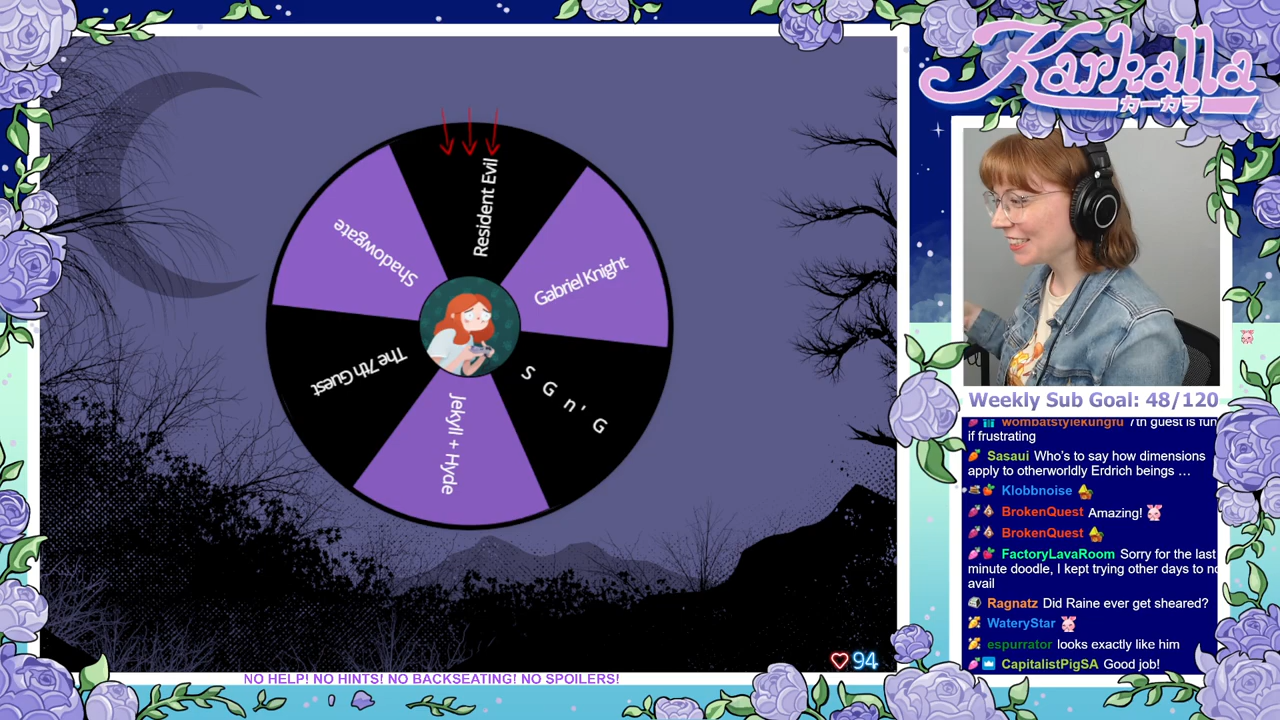 Karkalla
カーカラ
Resident Evil
Gabriel Knight
S G n' G
Jekyll + Hyde
The 7th Guest
Shadowgate
94
NO HELP! NO HINTS! NO BACKSEATING! NO SPOILERS!
Weekly Sub Goal: 48/120
wombatstylekungfu 7th guest is fun
if frustrating
Sasaui Who's to say how dimensions
apply to otherworldly Erdrich beings …
Klobbnoise
BrokenQuest Amazing!
BrokenQuest
FactoryLavaRoom Sorry for the last
minute doodle, I kept trying other days to no
avail
Ragnatz Did Raine ever get sheared?
WateryStar
espurrator looks exactly like him
CapitalistPigSA Good job!